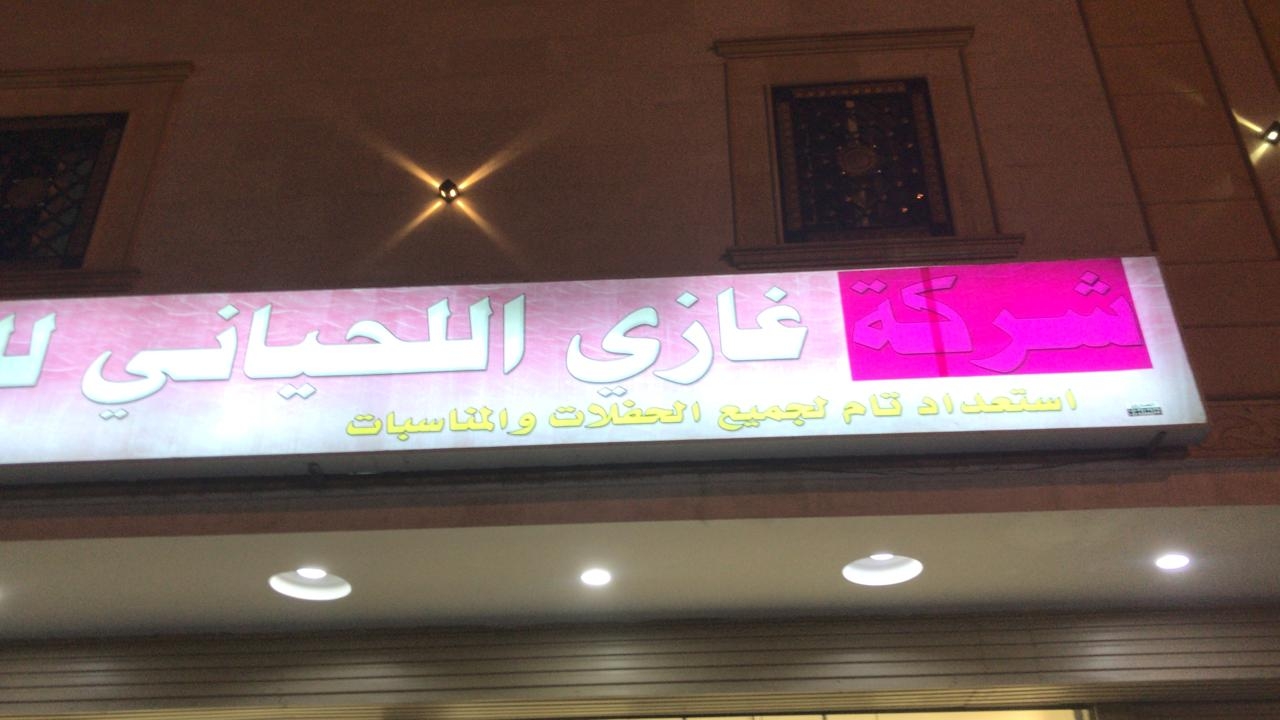 شركة غازي اللحياني
استعداد تام لجميع الحفلات والمناسبات